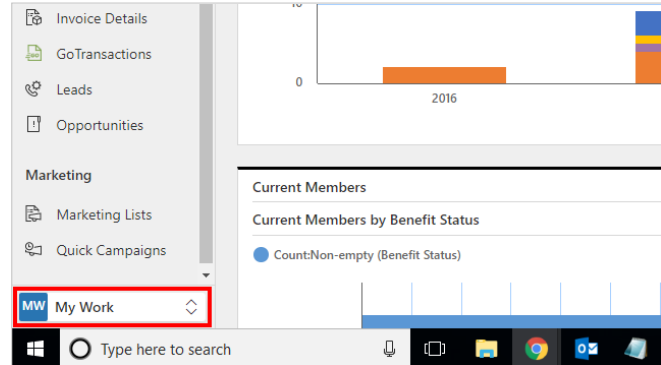 Invoice Details
GoTransactions
Leads
Opportunities
Marketing
Marketing Lists
Quick Campaigns
MW My Work
0
2016
Current Members
Current Members by Benefit Status
Count:Non-empty (Benefit Status)
Type here to search